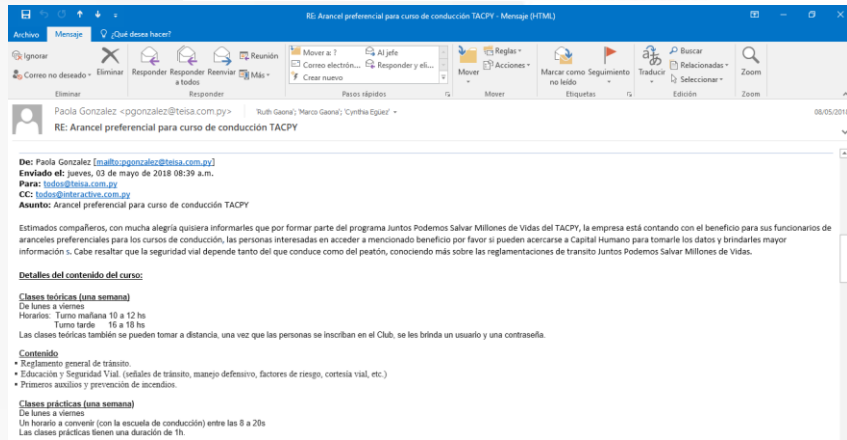 RE: Arancel preferencial para curso de conducción TACPY - Mensaje (HTML)
Archivo Mensaje ¿Qué desea hacer?
Ignorar
Correo no deseado
Eliminar
Responder
Responder a todos
Reenviar
Reunión
Más
Mover a: ?
Correo electrón...
Crear nuevo
Al jefe
Responder y eli...
Mover
Reglas
Acciones
Marcar como no leído
Seguimiento
Traducir
Buscar
Relacionadas
Seleccionar
Zoom
Eliminar Responder Pasos rápidos Mover Etiquetas Edición Zoom
Paola Gonzalez <pgonzalez@teisa.com.py> 'Ruth Gaona'; 'Marco Gaona'; 'Cynthia Egüez'
RE: Arancel preferencial para curso de conducción TACPY
De: Paola Gonzalez [mailto:pgonzalez@teisa.com.py]
Enviado el: jueves, 03 de mayo de 2018 08:39 a.m.
Para: todos@teisa.com.py
CC: todos@interactive.com.py
Asunto: Arancel preferencial para curso de conducción TACPY
Estimados compañeros, con mucha alegría quisiera informarles que por formar parte del programa Juntos Podemos Salvar Millones de Vidas del TACPY, la empresa está contando con el beneficio para sus funcionarios de
aranceles preferenciales para los cursos de conducción, las personas interesadas en acceder a mencionado beneficio por favor si pueden acercarse a Capital Humano para tomarle los datos y brindarles mayor
información s. Cabe resaltar que la seguridad vial depende tanto del que conduce como del peatón, conociendo más sobre las reglamentaciones de transito Juntos Podemos Salvar Millones de Vidas.
Detalles del contenido del curso:
Clases teóricas (una semana)
De lunes a viernes
Horarios: Turno mañana 10 a 12 hs
Turno tarde 16 a 18 hs
Las clases teóricas también se pueden tomar a distancia, una vez que las personas se inscriban en el Club, se les brinda un usuario y una contraseña.
Contenido
• Reglamento general de tránsito.
• Educación y Seguridad Vial. (señales de tránsito, manejo defensivo, factores de riesgo, cortesía vial, etc.)
• Primeros auxilios y prevención de incendios.
Clases prácticas (una semana)
De lunes a viernes
Un horario a convenir (con la escuela de conducción) entre las 8 a 20s
Las clases prácticas tienen una duración de 1h.